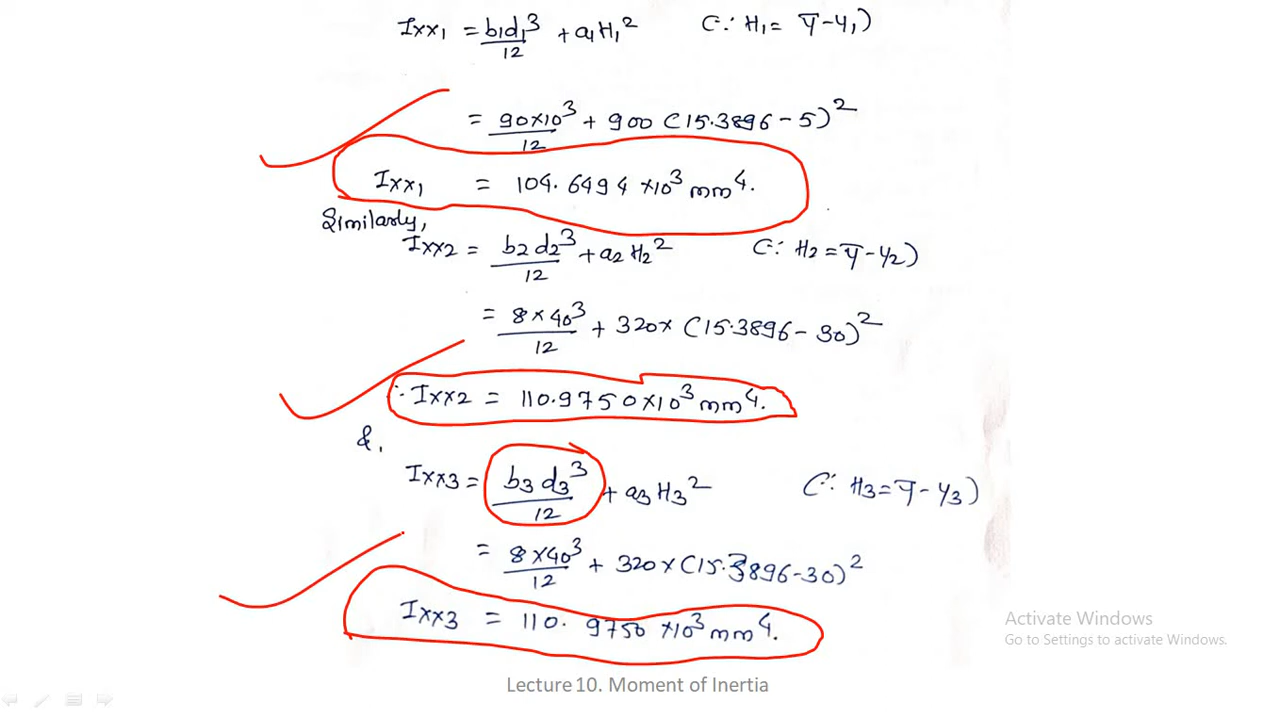 Ixx1 = b1d1³/12 + a1H1² (∵ H1 = ȳ-y1)
= 90×10³/12 + 900 (15.3896 - 5)²
Ixx1 = 104.6494 ×10³ mm⁴.
Similarly,
Ixx2 = b2d2³/12 + a2H2² (∵ H2 = ȳ-y2)
= 8×40³/12 + 320× (15.3896 - 30)²
∴ Ixx2 = 110.9750×10³ mm⁴.
&,
Ixx3 = b3d3³/12 + a3H3² (∵ H3 = ȳ-y3)
= 8×40³/12 + 320×(15.3896-30)²
Ixx3 = 110.9750 ×10³ mm⁴.
Activate Windows
Go to Settings to activate Windows.
Lecture 10. Moment of Inertia